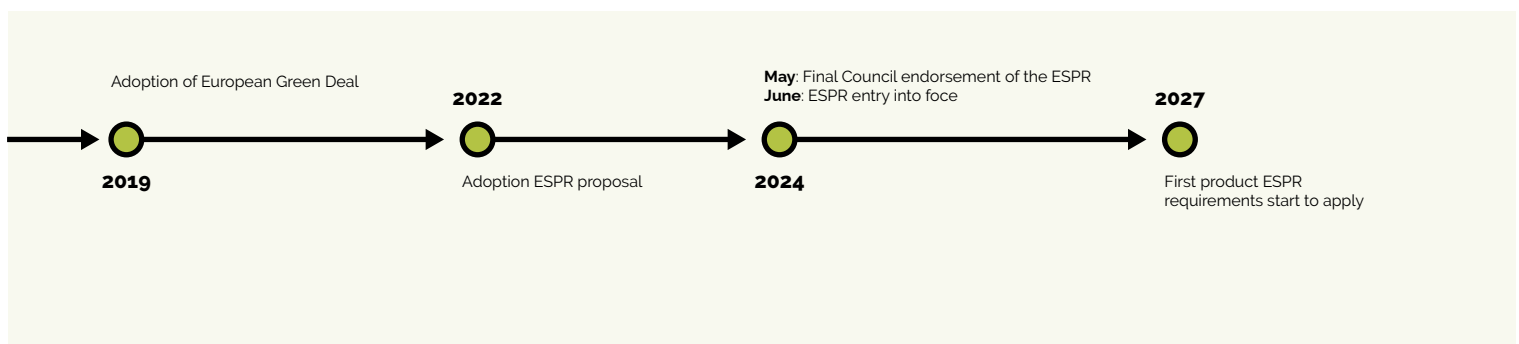 Adoption of European Green Deal
2019
2022
Adoption ESPR proposal
May: Final Council endorsement of the ESPR
June: ESPR entry into foce
2024
2027
First product ESPR
requirements start to apply